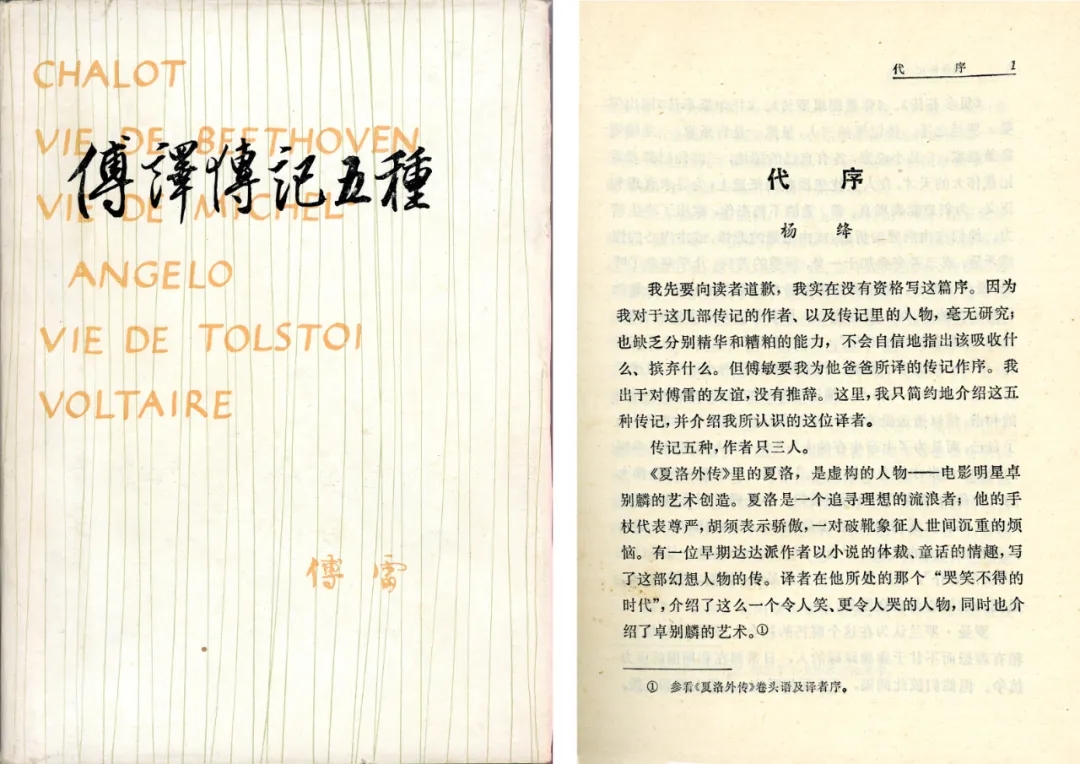 CHALOT
VIE DE BEETHOVEN
傅譯傳記五種
VIE DE MICHEL-
ANGELO
VIE DE TOLSTOI
VOLTAIRE
傅雷
代 序 1
代 序
杨 绛
我先要向读者道歉，我实在没有资格写这篇序。因为
我对于这几部传记的作者、以及传记里的人物，毫无研究；
也缺乏分别精华和糟粕的能力，不会自信地指出该吸收什
么、摈弃什么。但傅敏要我为他爸爸所译的传记作序。我
出于对傅雷的友谊，没有推辞。这里，我只简约地介绍这五
种传记，并介绍我所认识的这位译者。
传记五种，作者只三人。
《夏洛外传》里的夏洛，是虚构的人物——电影明星卓
别麟的艺术创造。夏洛是一个追寻理想的流浪者；他的手
杖代表尊严，胡须表示骄傲，一对破靴象征人世间沉重的烦
恼。有一位早期达达派作者以小说的体裁、童话的情趣，写
了这部幻想人物的传。译者在他所处的那个“哭笑不得的
时代”，介绍了这么一个令人笑、更令人哭的人物，同时也介
绍了卓别麟的艺术。①
① 参看《夏洛外传》卷头语及译者序。